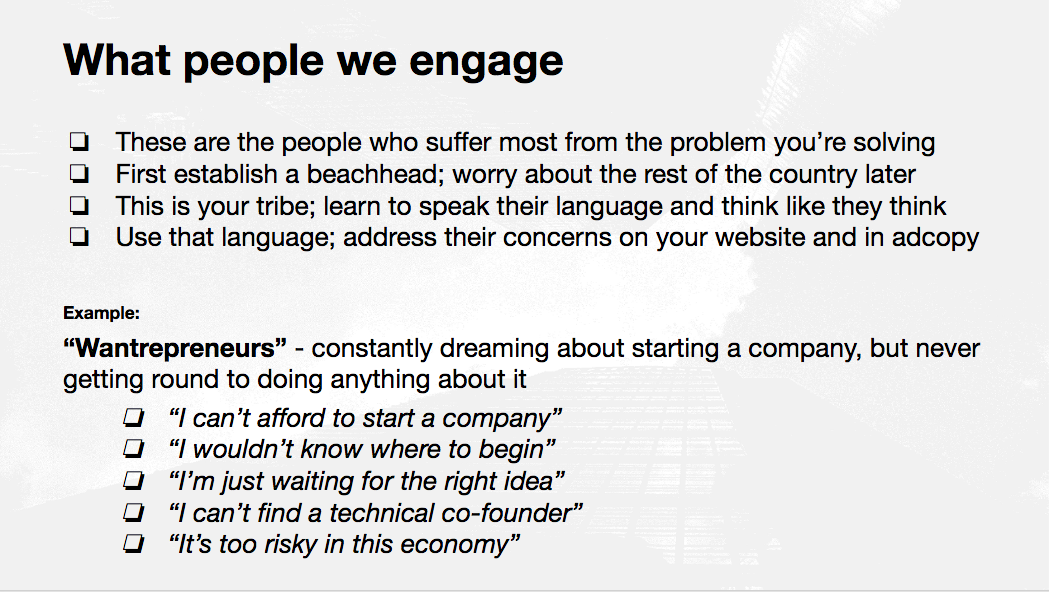 What people we engage
❏ These are the people who suffer most from the problem you’re solving
❏ First establish a beachhead; worry about the rest of the country later
❏ This is your tribe; learn to speak their language and think like they think
❏ Use that language; address their concerns on your website and in adcopy
Example:
“Wantrepreneurs” - constantly dreaming about starting a company, but never
getting round to doing anything about it
❏ “I can’t afford to start a company”
❏ “I wouldn’t know where to begin”
❏ “I’m just waiting for the right idea”
❏ “I can’t find a technical co-founder”
❏ “It’s too risky in this economy”